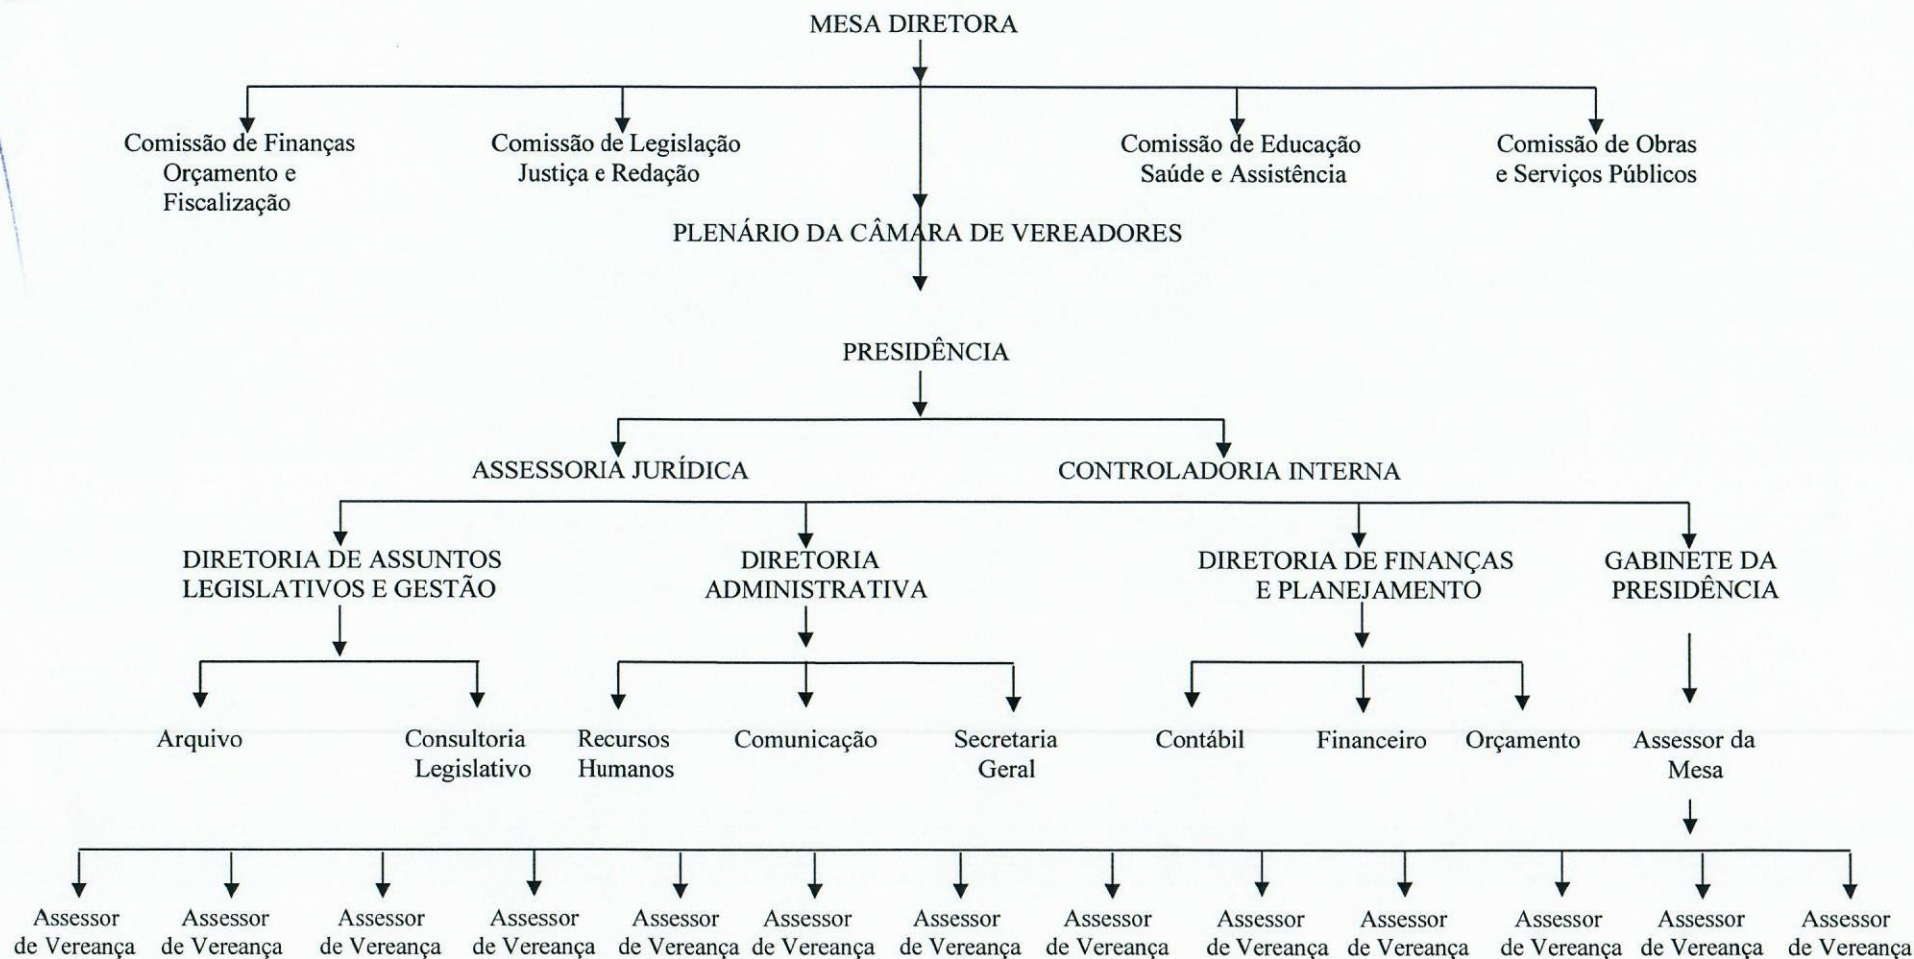 MESA DIRETORA
Comissão de Finanças
Orçamento e
Fiscalização
Comissão de Legislação
Justiça e Redação
Comissão de Educação
Saúde e Assistência
Comissão de Obras
e Serviços Públicos
PLENÁRIO DA CÂMARA DE VEREADORES
PRESIDÊNCIA
ASSESSORIA JURÍDICA
CONTROLADORIA INTERNA
DIRETORIA DE ASSUNTOS
LEGISLATIVOS E GESTÃO
DIRETORIA
ADMINISTRATIVA
DIRETORIA DE FINANÇAS
E PLANEJAMENTO
GABINETE DA
PRESIDÊNCIA
Arquivo
Consultoria
Legislativo
Recursos
Humanos
Comunicação
Secretaria
Geral
Contábil
Financeiro
Orçamento
Assessor da
Mesa
Assessor
de Vereança
Assessor
de Vereança
Assessor
de Vereança
Assessor
de Vereança
Assessor
de Vereança
Assessor
de Vereança
Assessor
de Vereança
Assessor
de Vereança
Assessor
de Vereança
Assessor
de Vereança
Assessor
de Vereança
Assessor
de Vereança
Assessor
de Vereança